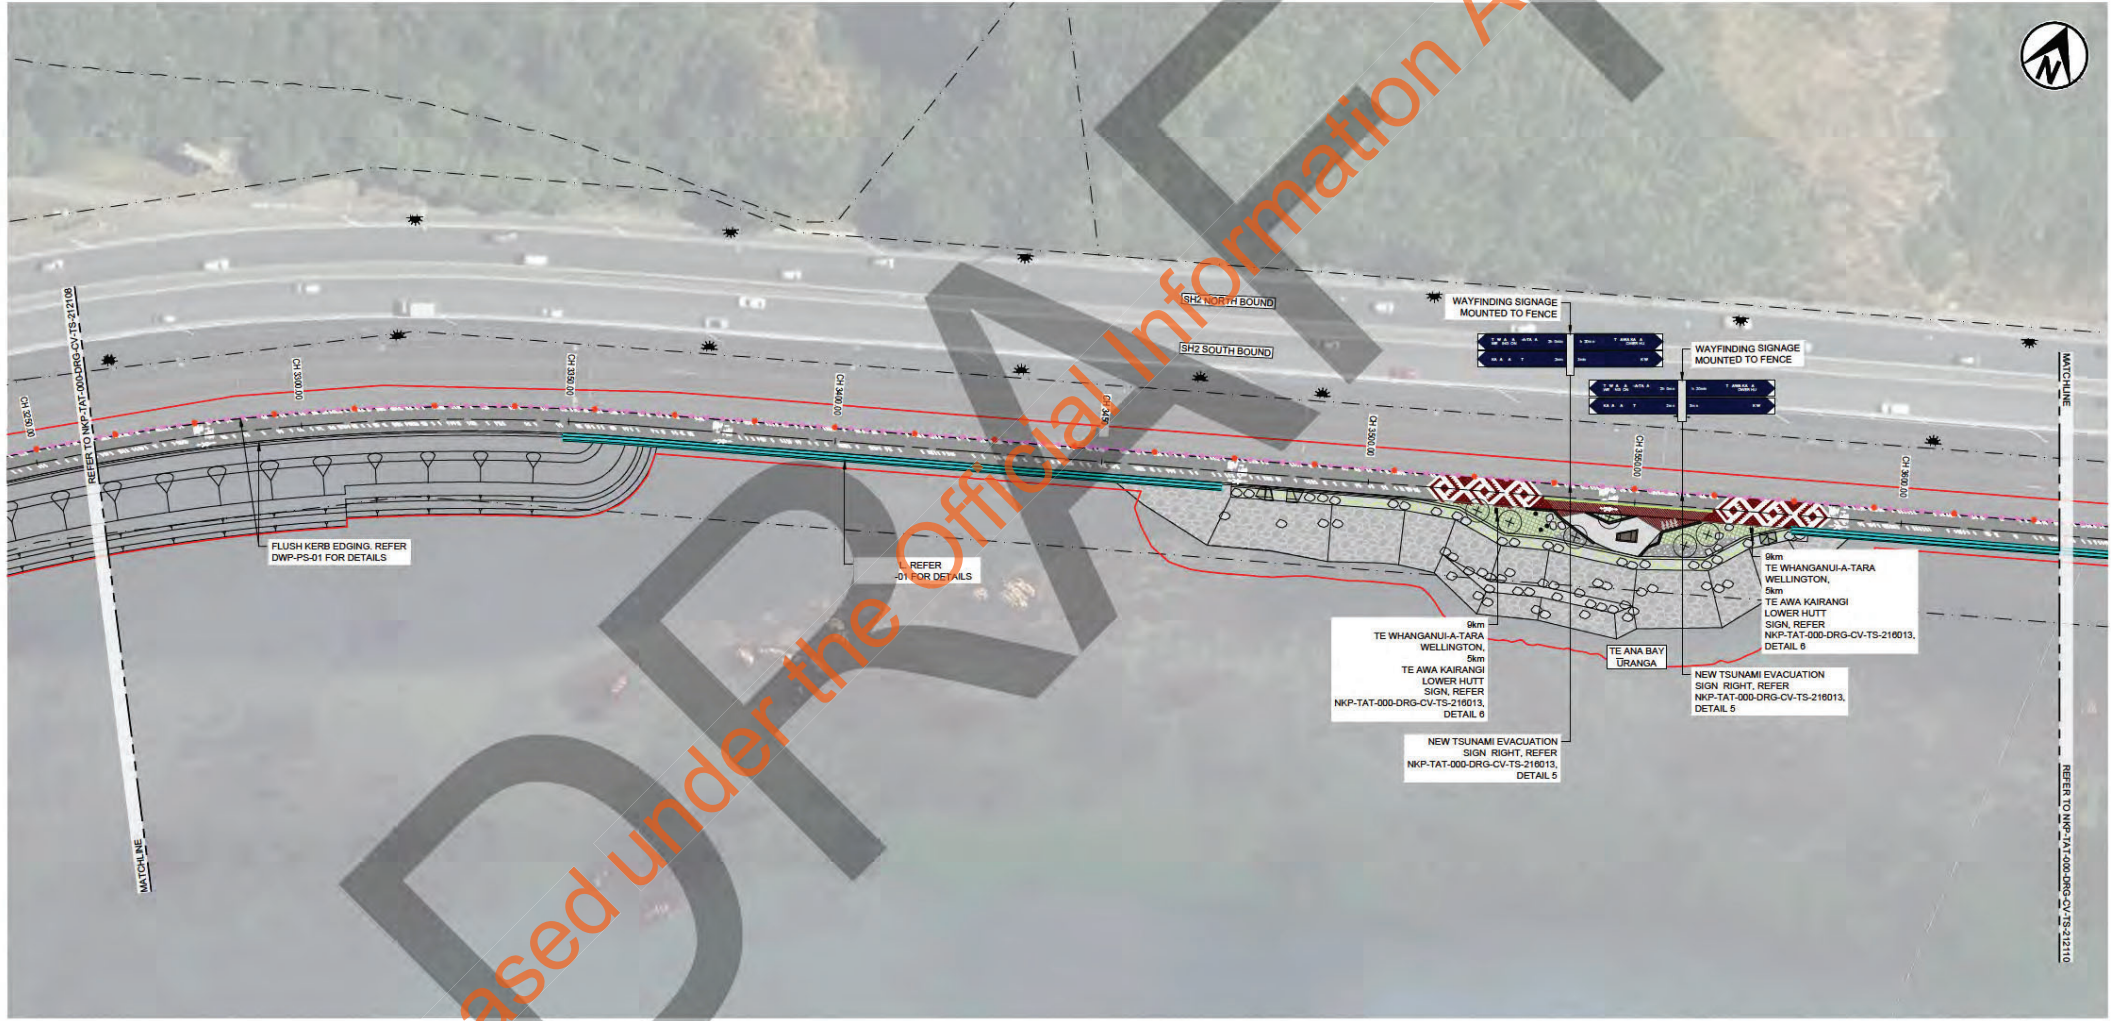 N
SH2 NORTH BOUND
SH2 SOUTH BOUND
WAYFINDING SIGNAGE
MOUNTED TO FENCE
WAYFINDING SIGNAGE
MOUNTED TO FENCE
MATCHLINE
REFER TO NKP-TAT-000-DRG-CV-TS-212108
CH 3250.00
CH 3300.00
CH 3350.00
CH 3400.00
CH 3450
CH 3500.00
CH 3550.00
CH 3600.00
MATCHLINE
REFER TO NKP-TAT-000-DRG-CV-TS-212110
FLUSH KERB EDGING. REFER
DWP-PS-01 FOR DETAILS
L. REFER
-01 FOR DETAILS
9km
TE WHANGANUI-A-TARA
WELLINGTON,
5km
TE AWA KAIRANGI
LOWER HUTT
SIGN, REFER
NKP-TAT-000-DRG-CV-TS-216013,
DETAIL 6
9km
TE WHANGANUI-A-TARA
WELLINGTON,
5km
TE AWA KAIRANGI
LOWER HUTT
SIGN, REFER
NKP-TAT-000-DRG-CV-TS-216013,
DETAIL 6
TE ANA BAY
ŪRANGA
NEW TSUNAMI EVACUATION
SIGN RIGHT, REFER
NKP-TAT-000-DRG-CV-TS-216013,
DETAIL 5
NEW TSUNAMI EVACUATION
SIGN RIGHT, REFER
NKP-TAT-000-DRG-CV-TS-216013,
DETAIL 5
DRAFT
ased under the Official Information A